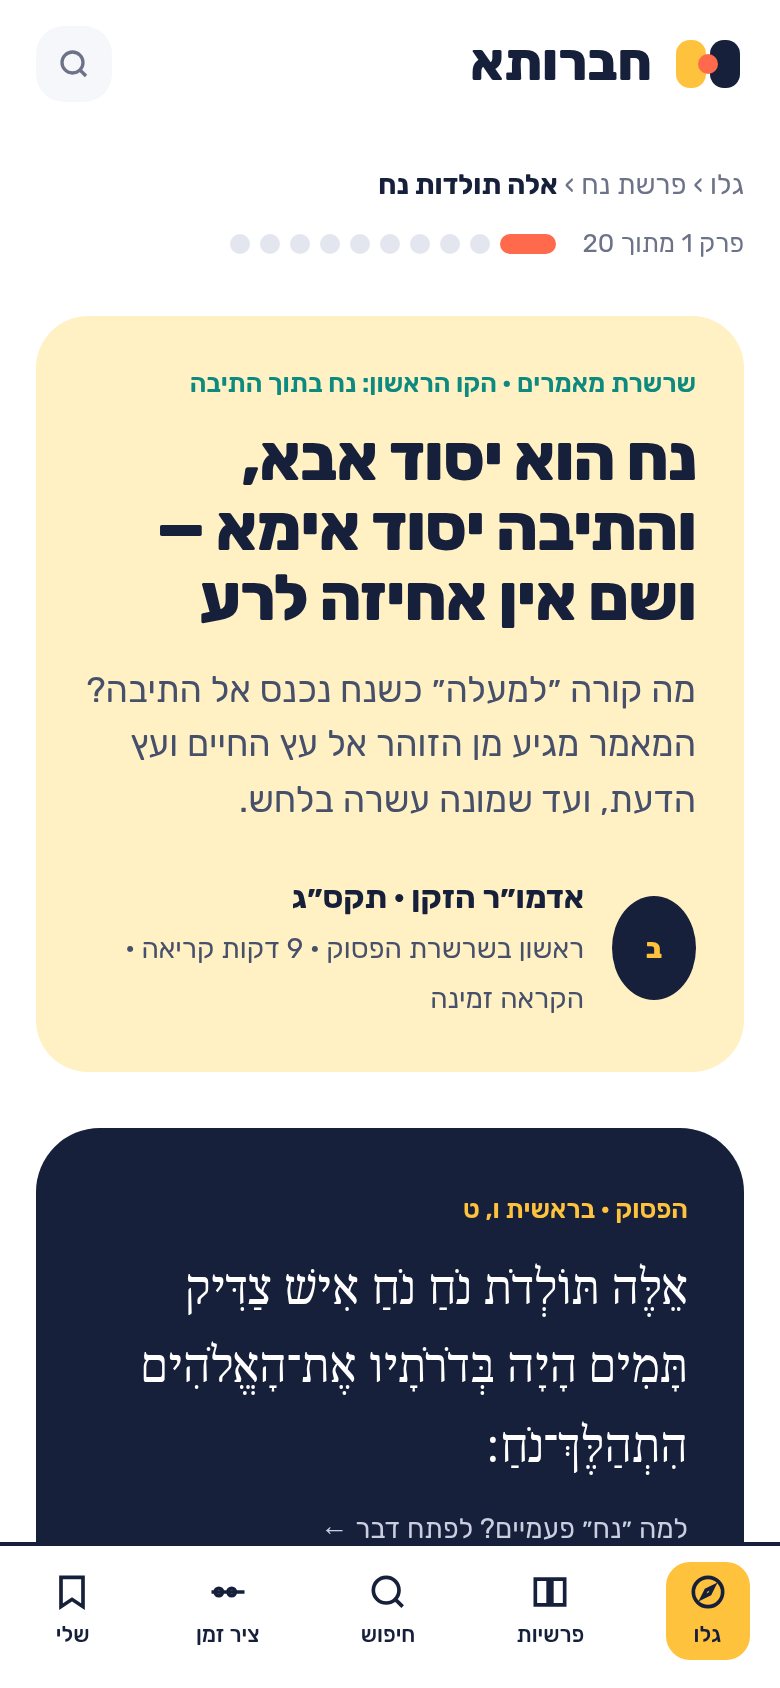 חברותא
גלו › פרשת נח › אלה תולדות נח
פרק 1 מתוך 20
שרשרת מאמרים • הקו הראשון: נח בתוך התיבה
נח הוא יסוד אבא,
והתיבה יסוד אימא –
ושם אין אחיזה לרע
מה קורה ״למעלה״ כשנח נכנס אל התיבה?
המאמר מגיע מן הזוהר אל עץ החיים ועץ
הדעת, ועד שמונה עשרה בלחש.
ב
אדמו״ר הזקן • תקס״ג
ראשון בשרשרת הפסוק • 9 דקות קריאה •
הקראה זמינה
הפסוק • בראשית ו, ט
אֵלֶּה תּוֹלְדֹת נֹחַ נֹחַ אִישׁ צַדִּיק
תָּמִים הָיָה בְּדֹרֹתָיו אֶת־הָאֱלֹהִים
הִתְהַלֶּךְ־נֹחַ:
למה ״נח״ פעמיים? לפתח דבר ←
גלו
פרשיות
חיפוש
ציר זמן
שלי